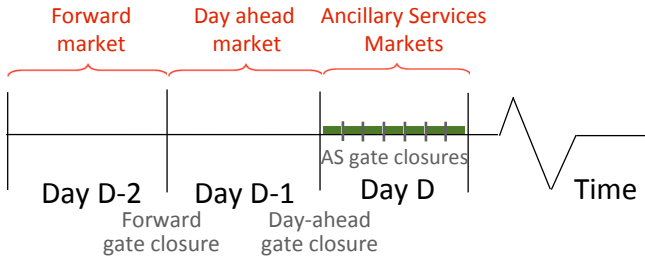 Forward
market
Day ahead
market
Ancillary Services
Markets
AS gate closures
Day D-2
Day D-1
Day D
Time
Forward
gate closure
Day-ahead
gate closure